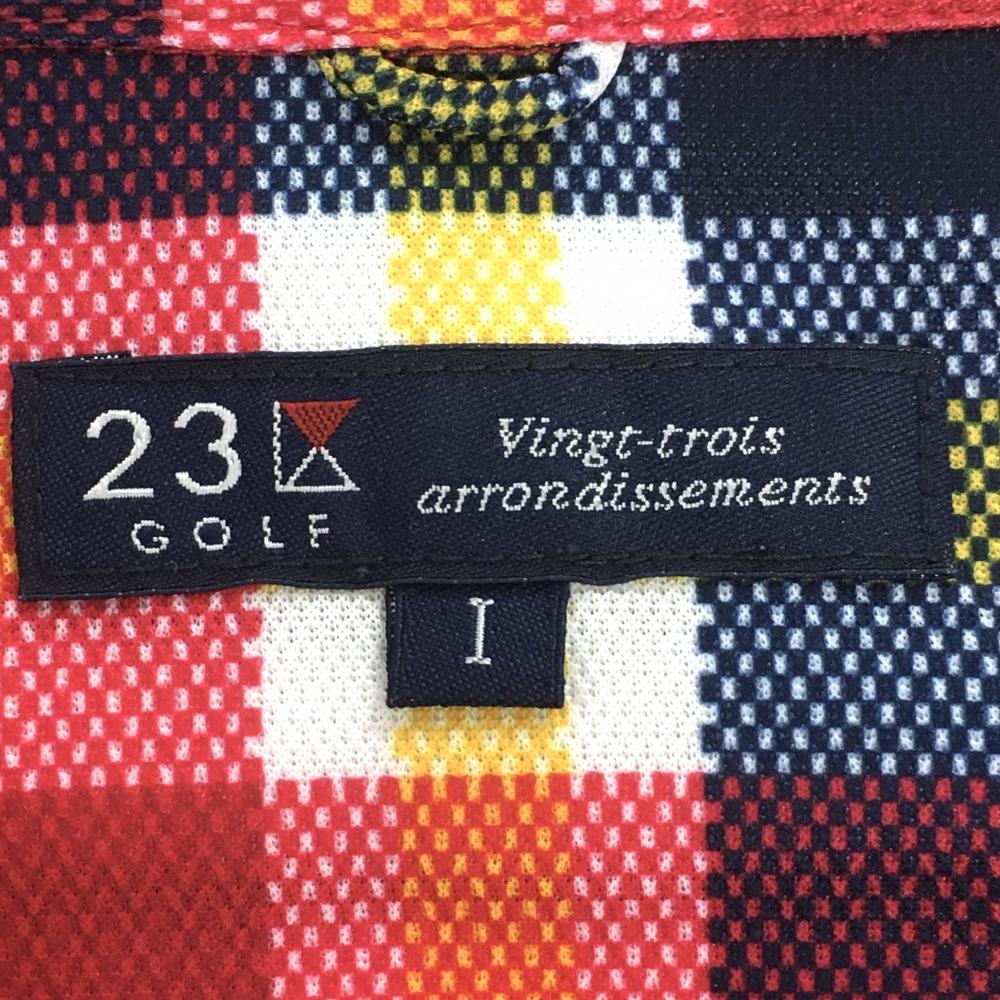 23
GOLF
Vingt-trois
arrondissements
I